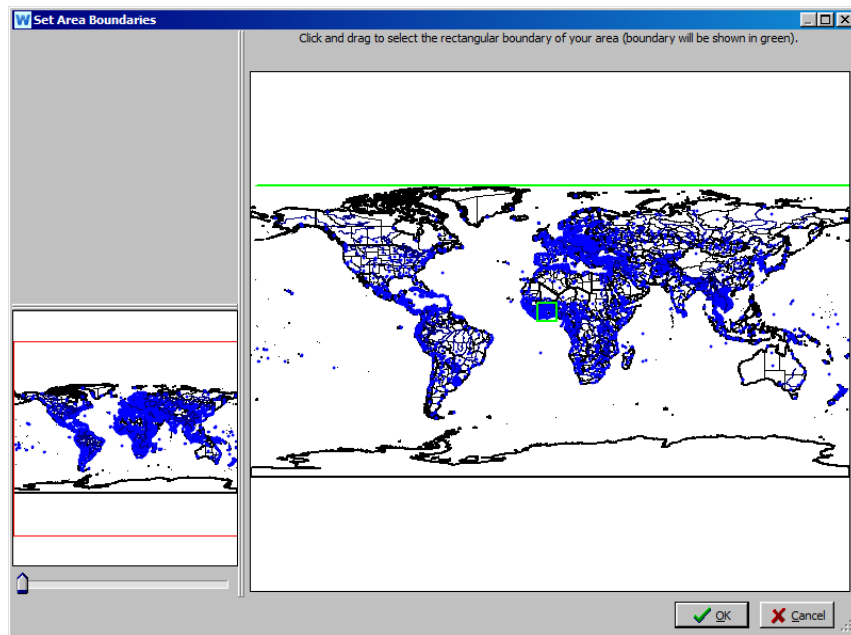 W Set Area Boundaries
Click and drag to select the rectangular boundary of your area (boundary will be shown in green).
OK
Cancel